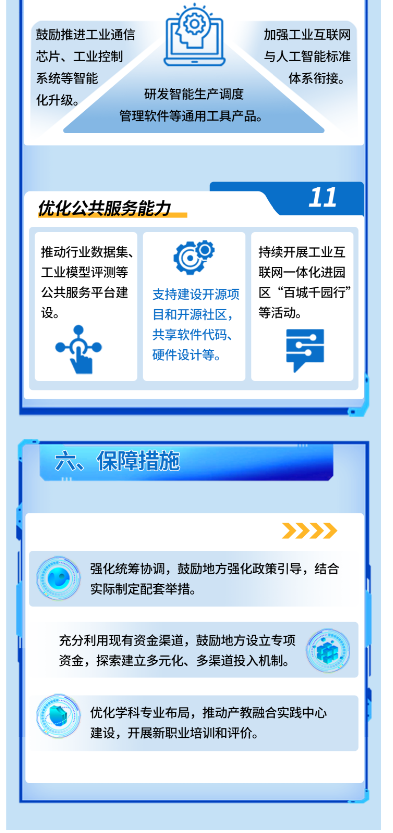 鼓励推进工业通信
芯片、工业控制
系统等智能
化升级。
加强工业互联网
与人工智能标准
体系衔接。
研发智能生产调度
管理软件等通用工具产品。
11
优化公共服务能力
推动行业数据集、
工业模型评测等
公共服务平台建
设。
支持建设开源项
目和开源社区，
共享软件代码、
硬件设计等。
持续开展工业互
联网一体化进园
区“百城千园行”
等活动。
六、保障措施
强化统筹协调，鼓励地方强化政策引导，结合
实际制定配套举措。
充分利用现有资金渠道，鼓励地方设立专项
资金，探索建立多元化、多渠道投入机制。
优化学科专业布局，推动产教融合实践中心
建设，开展新职业培训和评价。